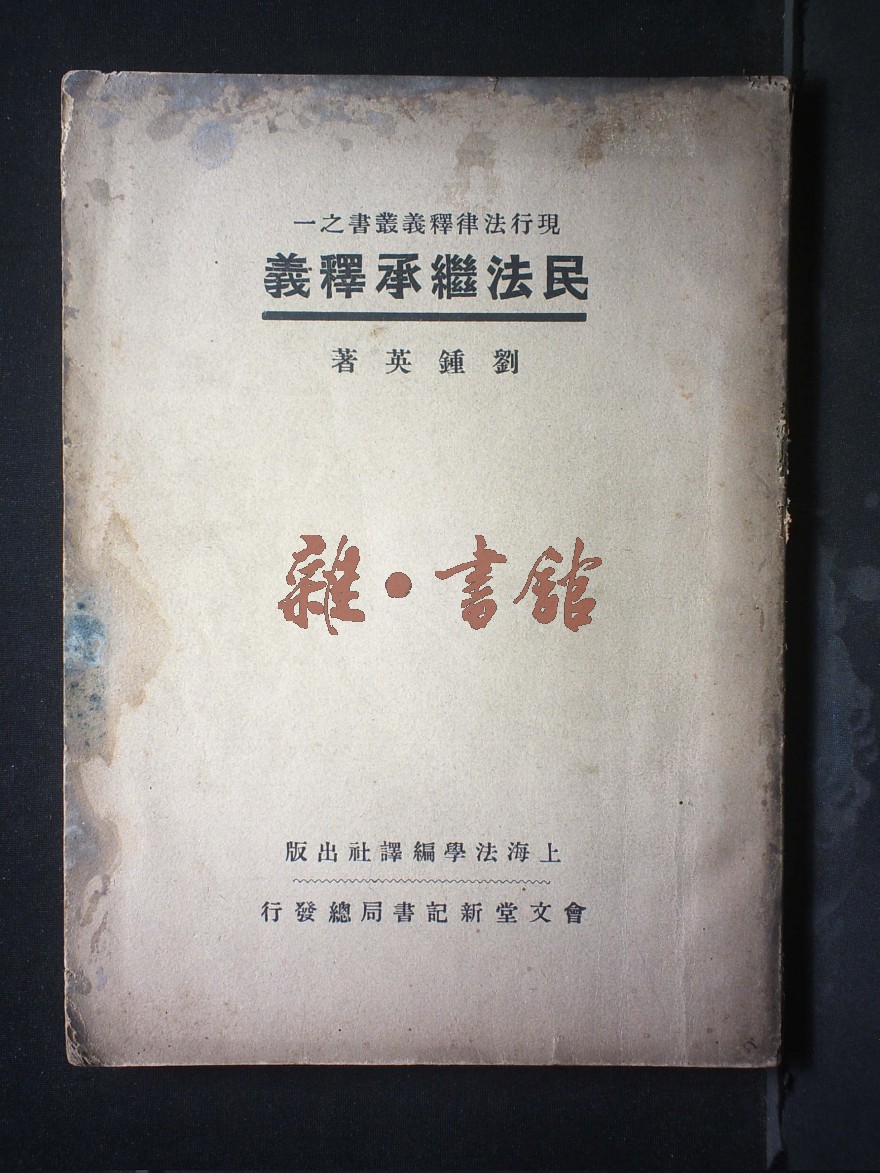 現行法律釋義叢書之一
民法繼承釋義
劉鍾英著
雜·書館
上海法學編譯社出版
會文堂新記書局總發行